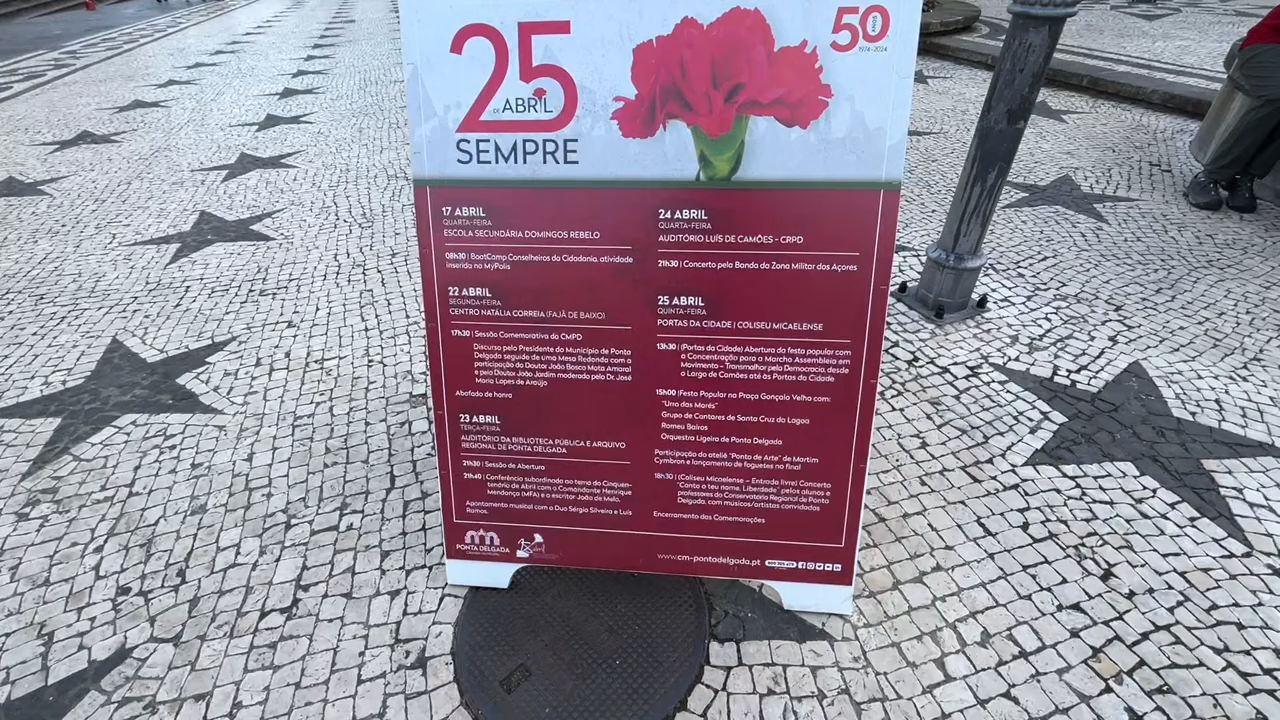 25
DE ABRIL
SEMPRE
50
ANOS
1974-2024
17 ABRIL
QUARTA-FEIRA
ESCOLA SECUNDÁRIA DOMINGOS REBELO
08h30 | BootCamp Conselheiros da Cidadania, atividade
inserida na MyPolis
22 ABRIL
SEGUNDA-FEIRA
CENTRO NATÁLIA CORREIA (FAJÃ DE BAIXO)
17h30 | Sessão Comemorativa da CMPD
Discurso pelo Presidente do Município de Ponta
Delgada seguido de uma Mesa Redonda com a
participação do Doutor João Bosco Mota Amaral
e pelo Doutor João Jardim moderado pelo Dr. José
Maria Lopes de Araújo
Abafado de honra
23 ABRIL
TERÇA-FEIRA
AUDITÓRIO DA BIBLIOTECA PÚBLICA E ARQUIVO
REGIONAL DE PONTA DELGADA
21h30 | Sessão de Abertura
21h40 | Conferência subordinada ao tema do Cinquen-
tenário de Abril com o Comandante Henrique
Mendonça (MFA) e o escritor João de Melo.
Apontamento musical com o Duo Sérgio Silveira e Luís
Ramos.
24 ABRIL
QUARTA-FEIRA
AUDITÓRIO LUÍS DE CAMÕES - CRPD
21h30 | Concerto pela Banda da Zona Militar dos Açores
25 ABRIL
QUINTA-FEIRA
PORTAS DA CIDADE | COLISEU MICAELENSE
13h30 | (Portas da Cidade) Abertura da festa popular com
a Concentração para a Marcha Assembleia em
Movimento – Transmalhar pela Democracia, desde
o Largo de Camões até às Portas da Cidade
15h00 | Festa Popular na Praça Gonçalo Velho com:
"Urro das Marés"
Grupo de Cantares de Santa Cruz da Lagoa
Romeu Bairos
Orquestra Ligeira de Ponta Delgada
Participação do ateliê "Ponto de Arte" de Martim
Cymbron e lançamento de foguetes no final
18h30 | (Coliseu Micaelense – Entrada livre) Concerto
"Canto o teu nome, Liberdade" pelos alunos e
professores do Conservatório Regional de Ponta
Delgada, com músicos/artistas convidados
Encerramento das Comemorações
PONTA DELGADA
CÂMARA MUNICIPAL
www.cm-pontadelgada.pt